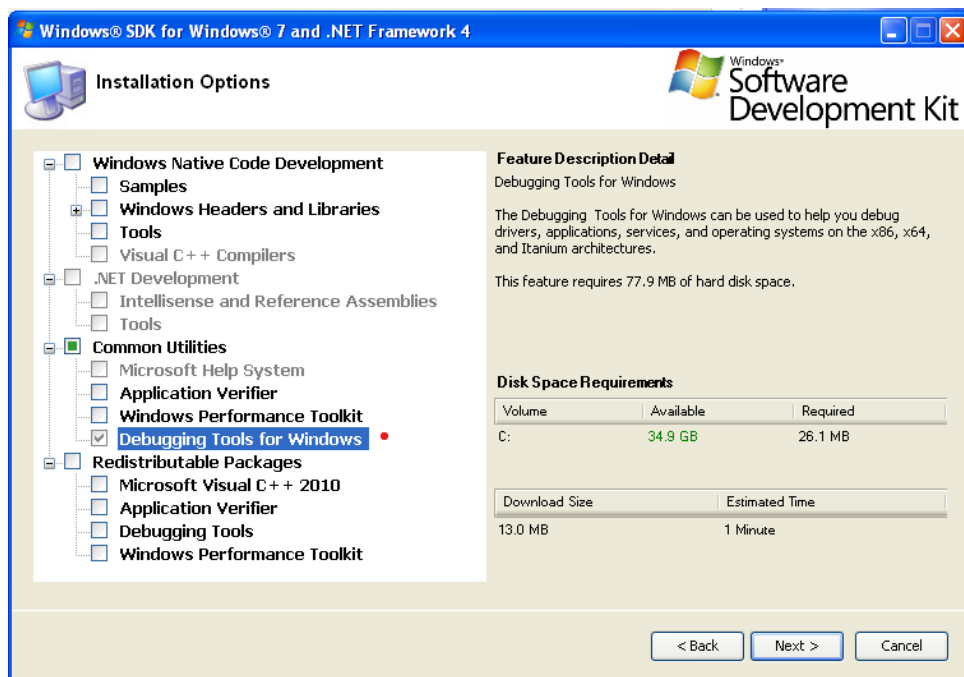 Windows® SDK for Windows® 7 and .NET Framework 4
Installation Options
Windows®
Software
Development Kit
Windows Native Code Development
Samples
Windows Headers and Libraries
Tools
Visual C++ Compilers
.NET Development
Intellisense and Reference Assemblies
Tools
Common Utilities
Microsoft Help System
Application Verifier
Windows Performance Toolkit
Debugging Tools for Windows
Redistributable Packages
Microsoft Visual C++ 2010
Application Verifier
Debugging Tools
Windows Performance Toolkit
Feature Description Detail
Debugging Tools for Windows
The Debugging Tools for Windows can be used to help you debug
drivers, applications, services, and operating systems on the x86, x64,
and Itanium architectures.
This feature requires 77.9 MB of hard disk space.
Disk Space Requirements
Volume Available Required
C: 34.9 GB 26.1 MB
Download Size Estimated Time
13.0 MB 1 Minute
< Back Next > Cancel